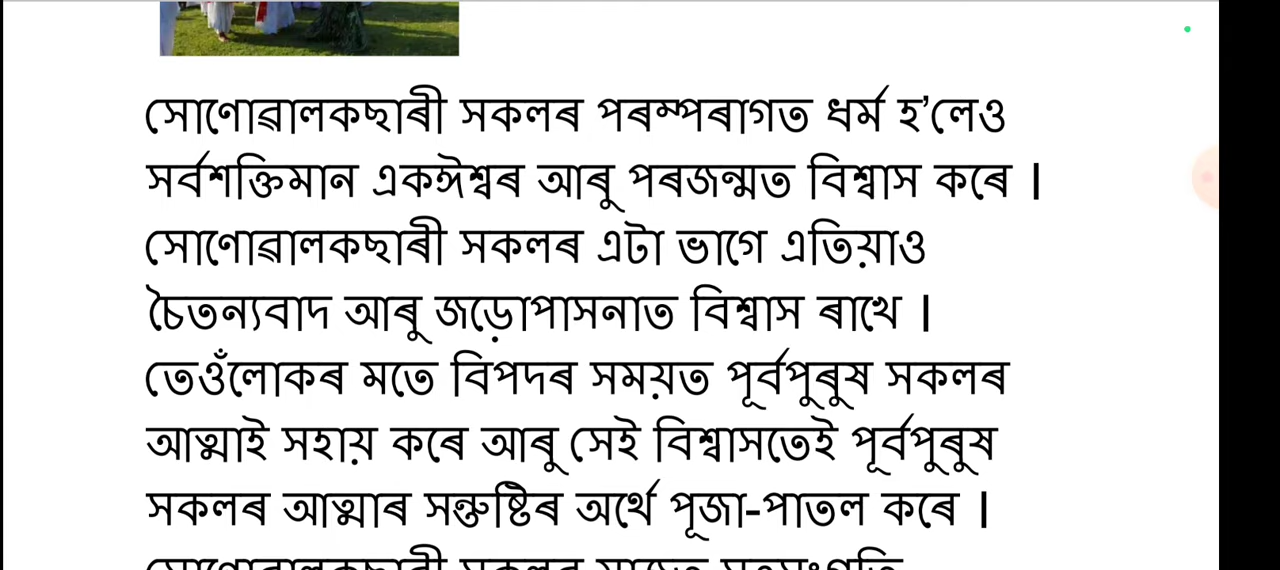 সোণোৱালকছাৰী সকলৰ পৰম্পৰাগত ধৰ্ম হ’লেও
সৰ্বশক্তিমান একঈশ্বৰ আৰু পৰজন্মত বিশ্বাস কৰে ।
সোণোৱালকছাৰী সকলৰ এটা ভাগে এতিয়াও
চৈতন্যবাদ আৰু জড়োপাসনাত বিশ্বাস ৰাখে ।
তেওঁলোকৰ মতে বিপদৰ সময়ত পূৰ্বপুৰুষ সকলৰ
আত্মাই সহায় কৰে আৰু সেই বিশ্বাসতেই পূৰ্বপুৰুষ
সকলৰ আত্মাৰ সন্তুষ্টিৰ অৰ্থে পূজা-পাতল কৰে ।
সোণোৱালকছাৰী সকলৰ